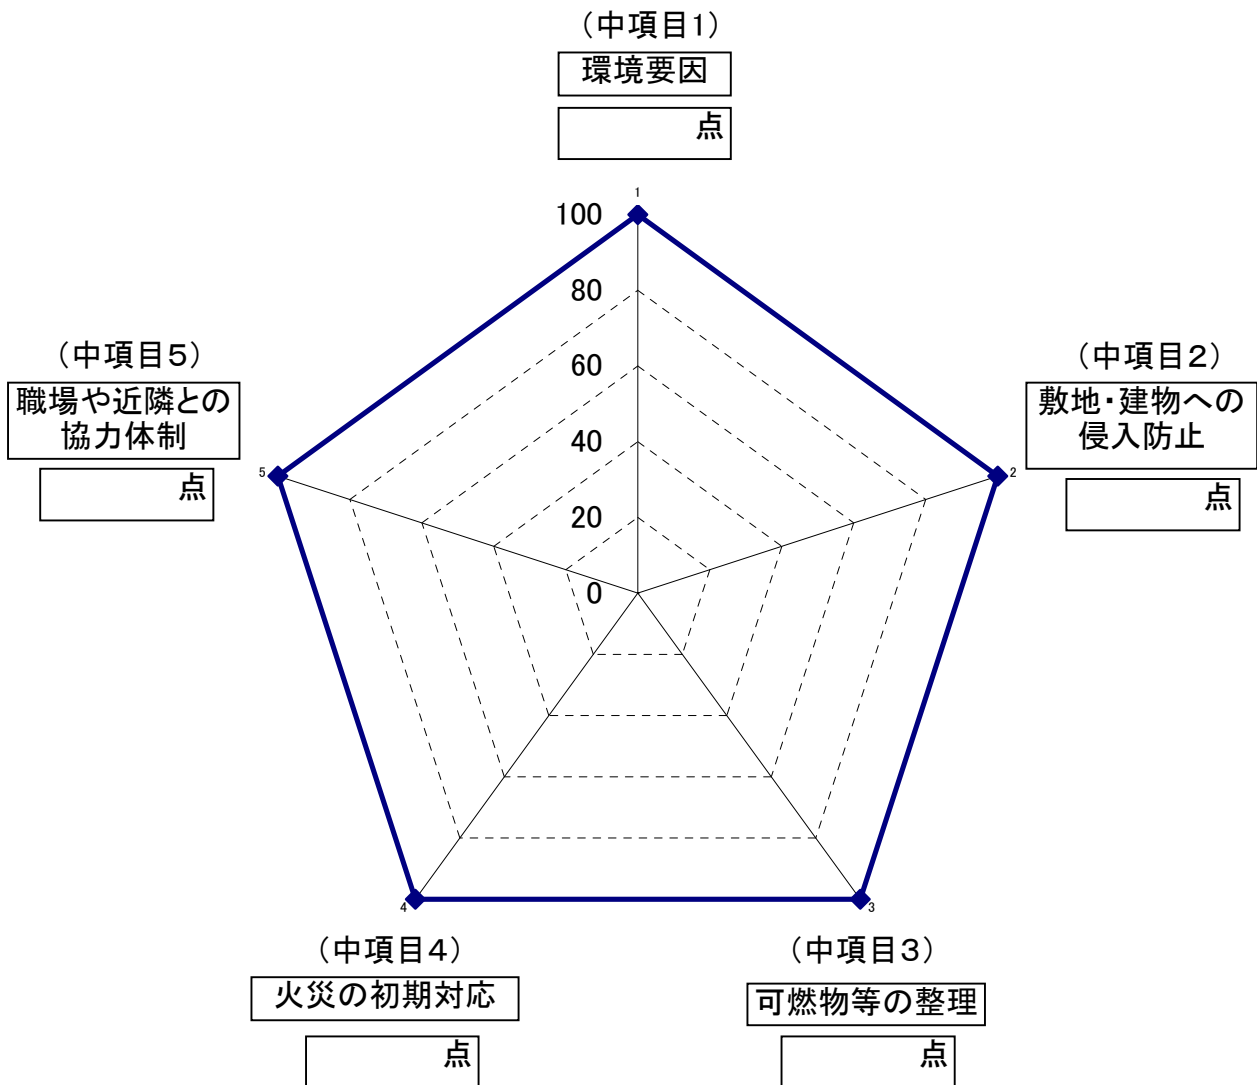 （中項目1）
環境要因
点
1
100
80
60
40
20
0
（中項目5）
職場や近隣との
協力体制
点
5
（中項目2）
敷地・建物への
侵入防止
点
2
4
3
（中項目4）
火災の初期対応
点
（中項目3）
可燃物等の整理
点